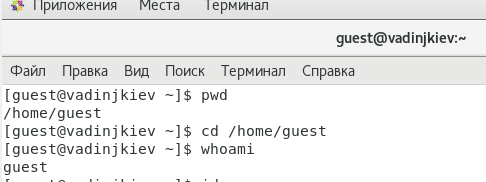 Приложения Места Терминал
guest@vadinjkiev:~
Файл Правка Вид Поиск Терминал Справка
[guest@vadinjkiev ~]$ pwd
/home/guest
[guest@vadinjkiev ~]$ cd /home/guest
[guest@vadinjkiev ~]$ whoami
guest